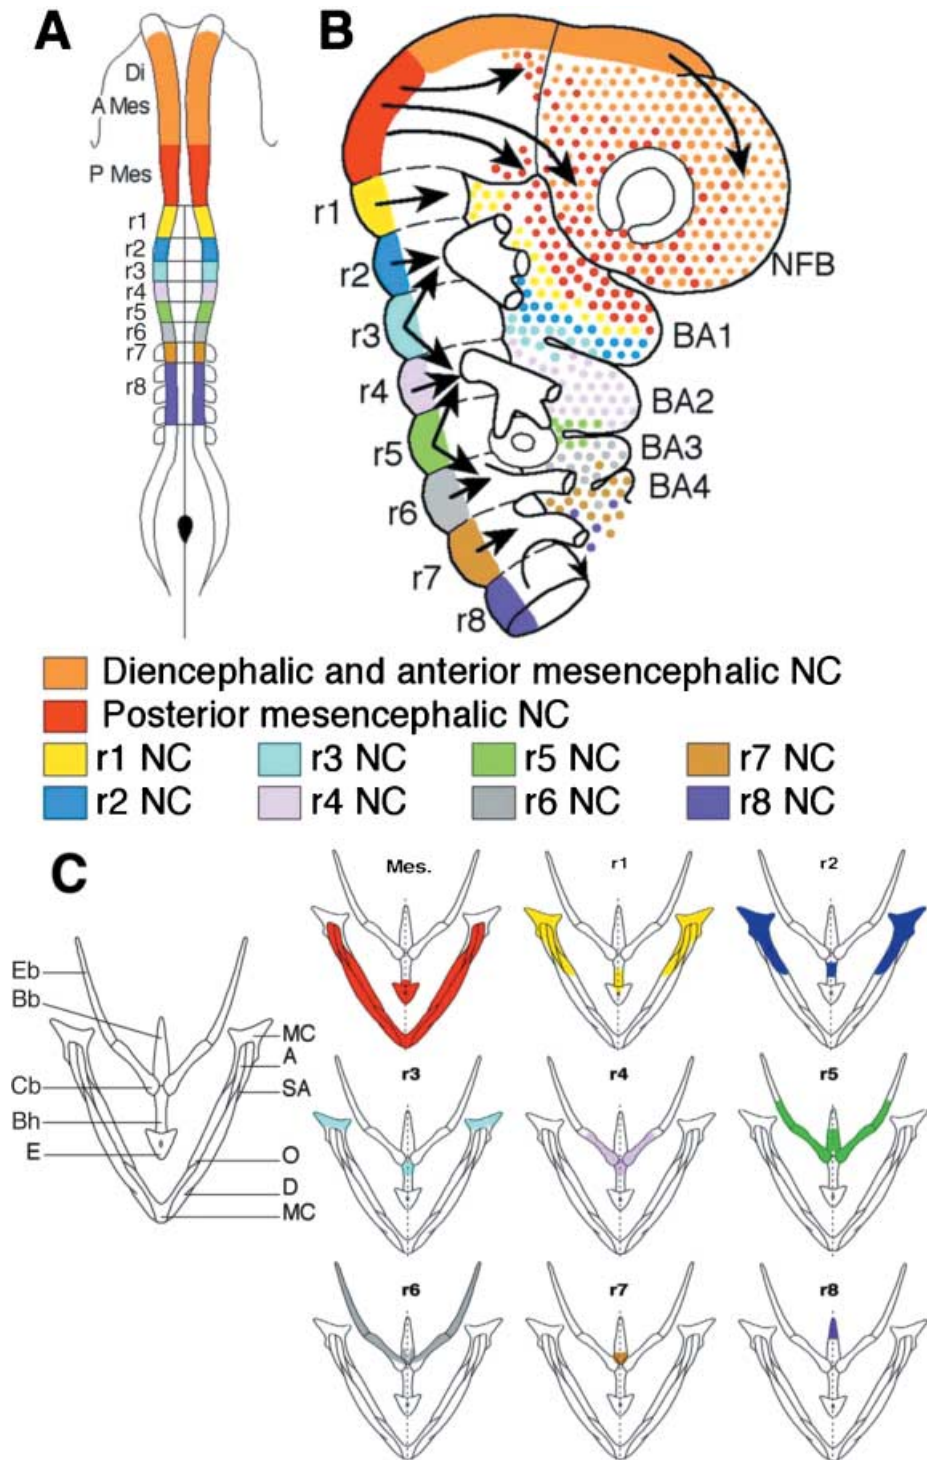 A
Di
A Mes
P Mes
r1
r2
r3
r4
r5
r6
r7
r8
B
r1
r2
r3
r4
r5
r6
r7
r8
NFB
BA1
BA2
BA3
BA4
Diencephalic and anterior mesencephalic NC
Posterior mesencephalic NC
r1 NC r3 NC r5 NC r7 NC
r2 NC r4 NC r6 NC r8 NC
C
Eb
Bb
Cb
Bh
E
MC
A
SA
O
D
MC
Mes. r1 r2
r3 r4 r5
r6 r7 r8